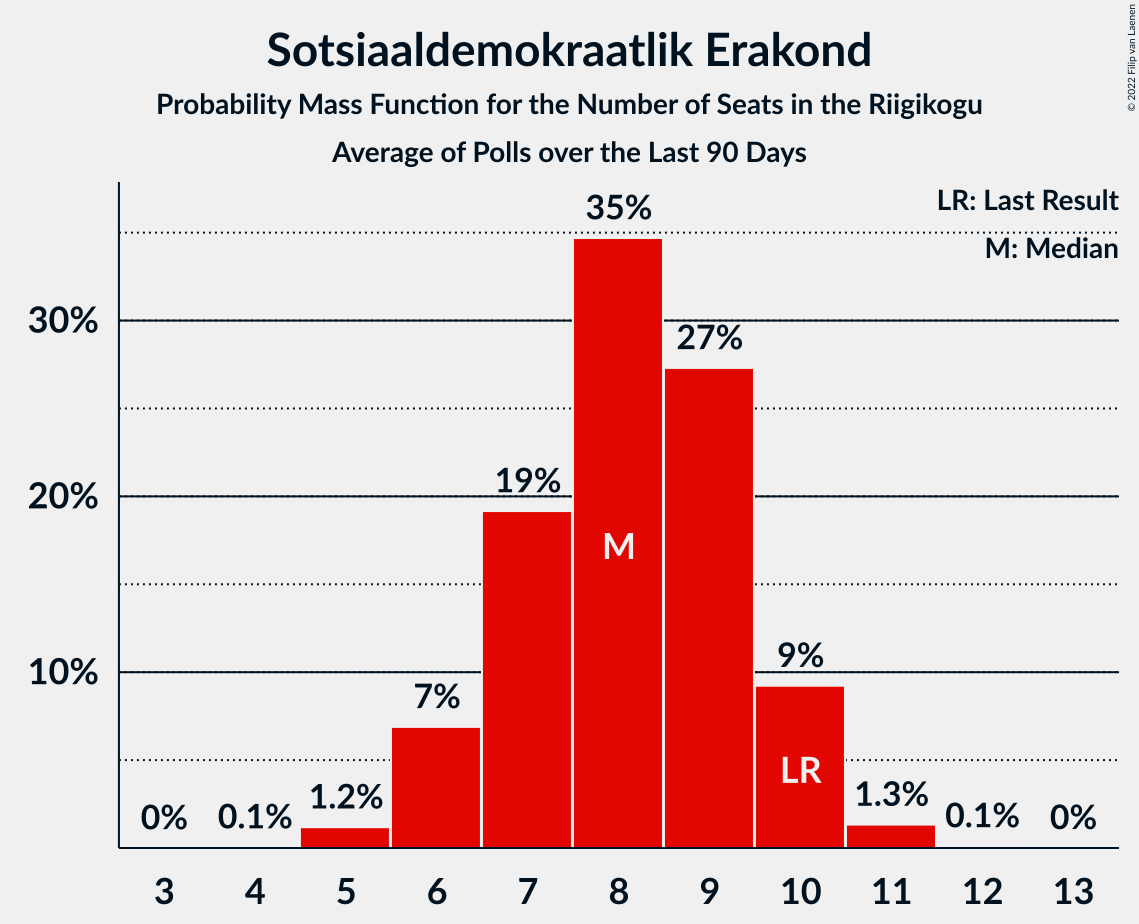 Sotsiaaldemokraatlik Erakond
Probability Mass Function for the Number of Seats in the Riigikogu
Average of Polls over the Last 90 Days
© 2022 Filip van Laenen
LR: Last Result
M: Median
35%
30%
27%
20%
19%
M
10%
9%
7%
LR
0%
0.1%
1.2%
1.3%
0.1%
0%
3 4 5 6 7 8 9 10 11 12 13